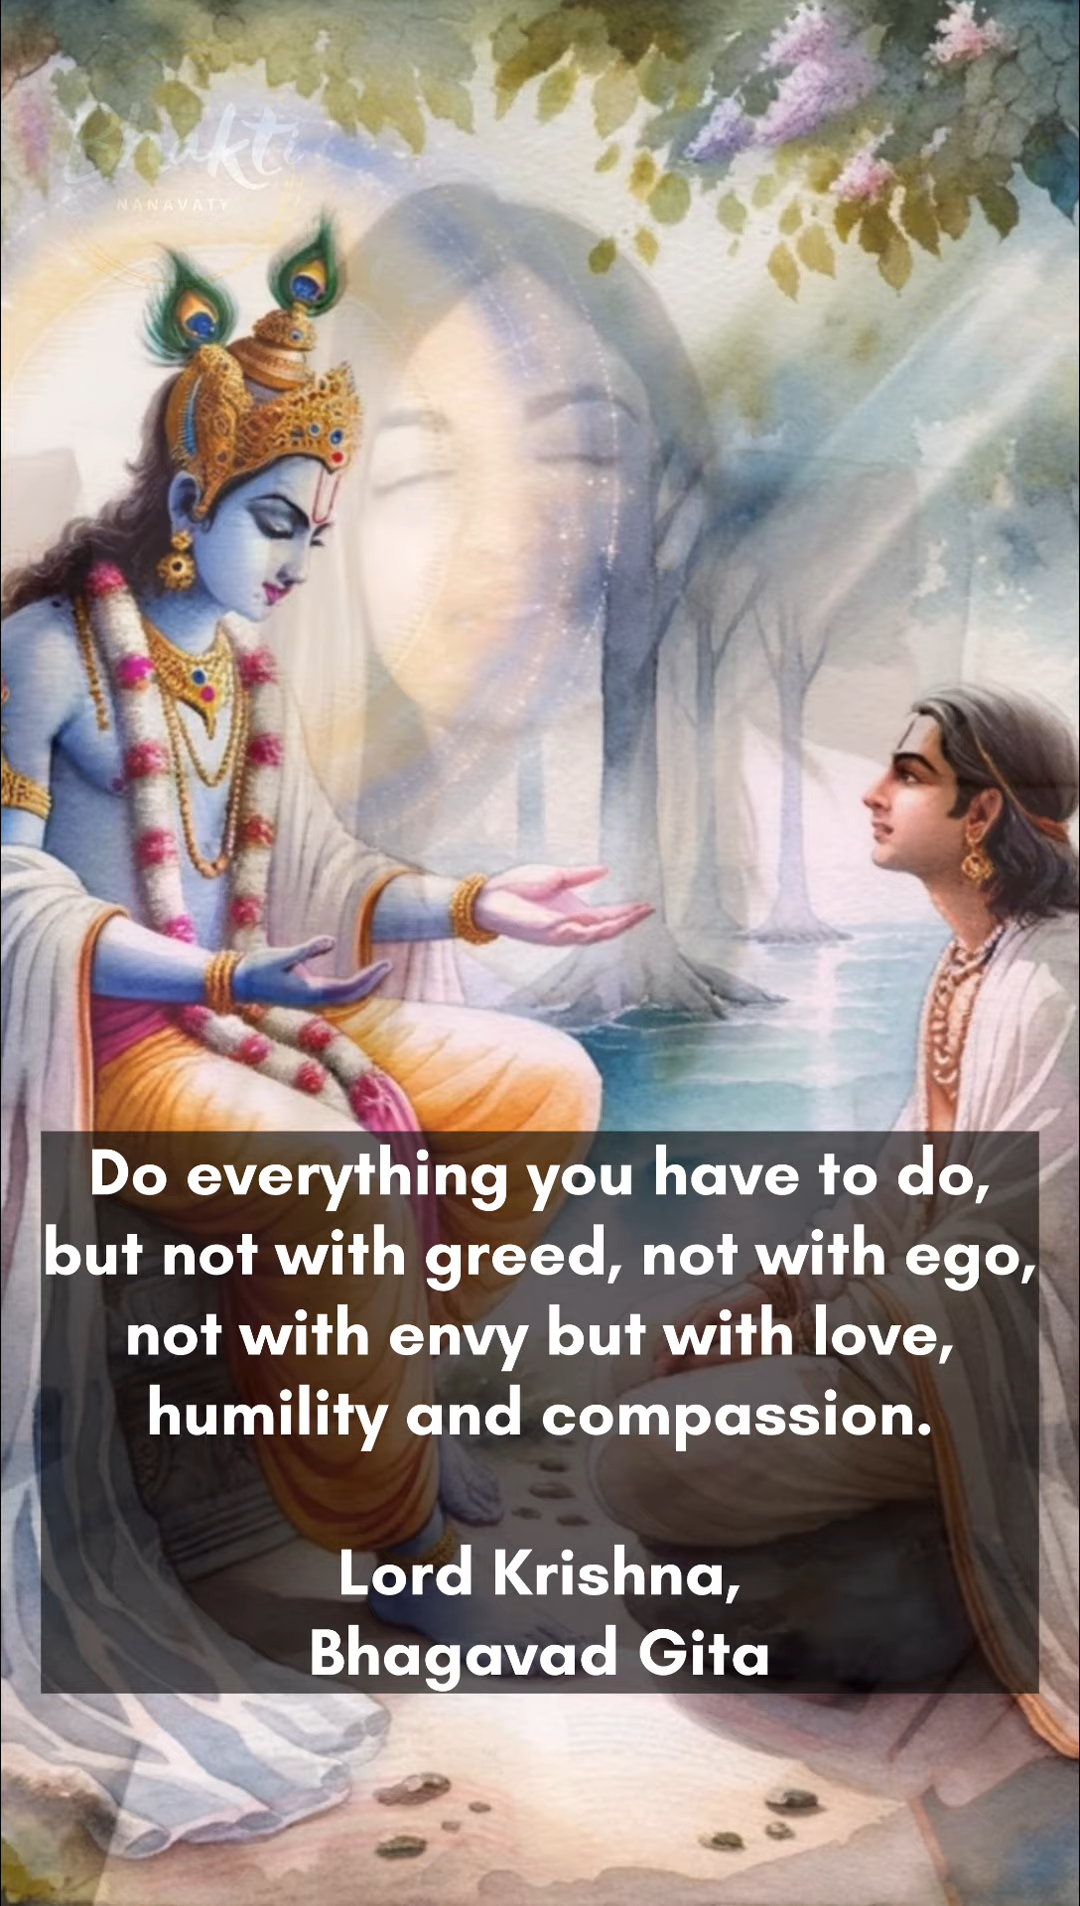 Bhakti
NANAVATY
Do everything you have to do,
but not with greed, not with ego,
not with envy but with love,
humility and compassion.
Lord Krishna,
Bhagavad Gita